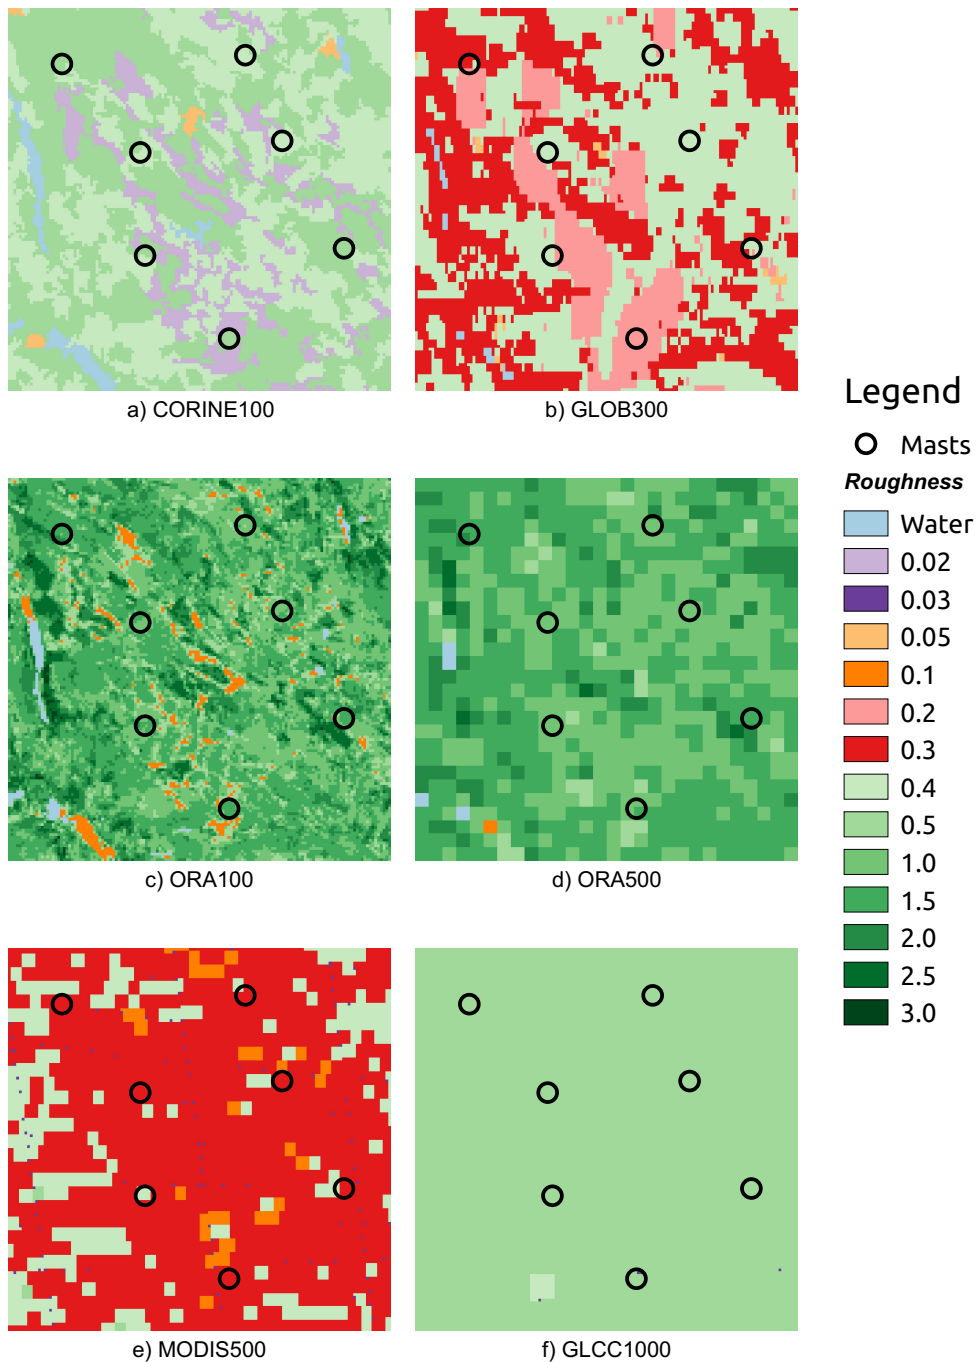 a) CORINE100
b) GLOB300
Legend
Masts
Roughness
Water
0.02
0.03
0.05
0.1
0.2
0.3
0.4
0.5
1.0
1.5
2.0
2.5
3.0
c) ORA100
d) ORA500
e) MODIS500
f) GLCC1000